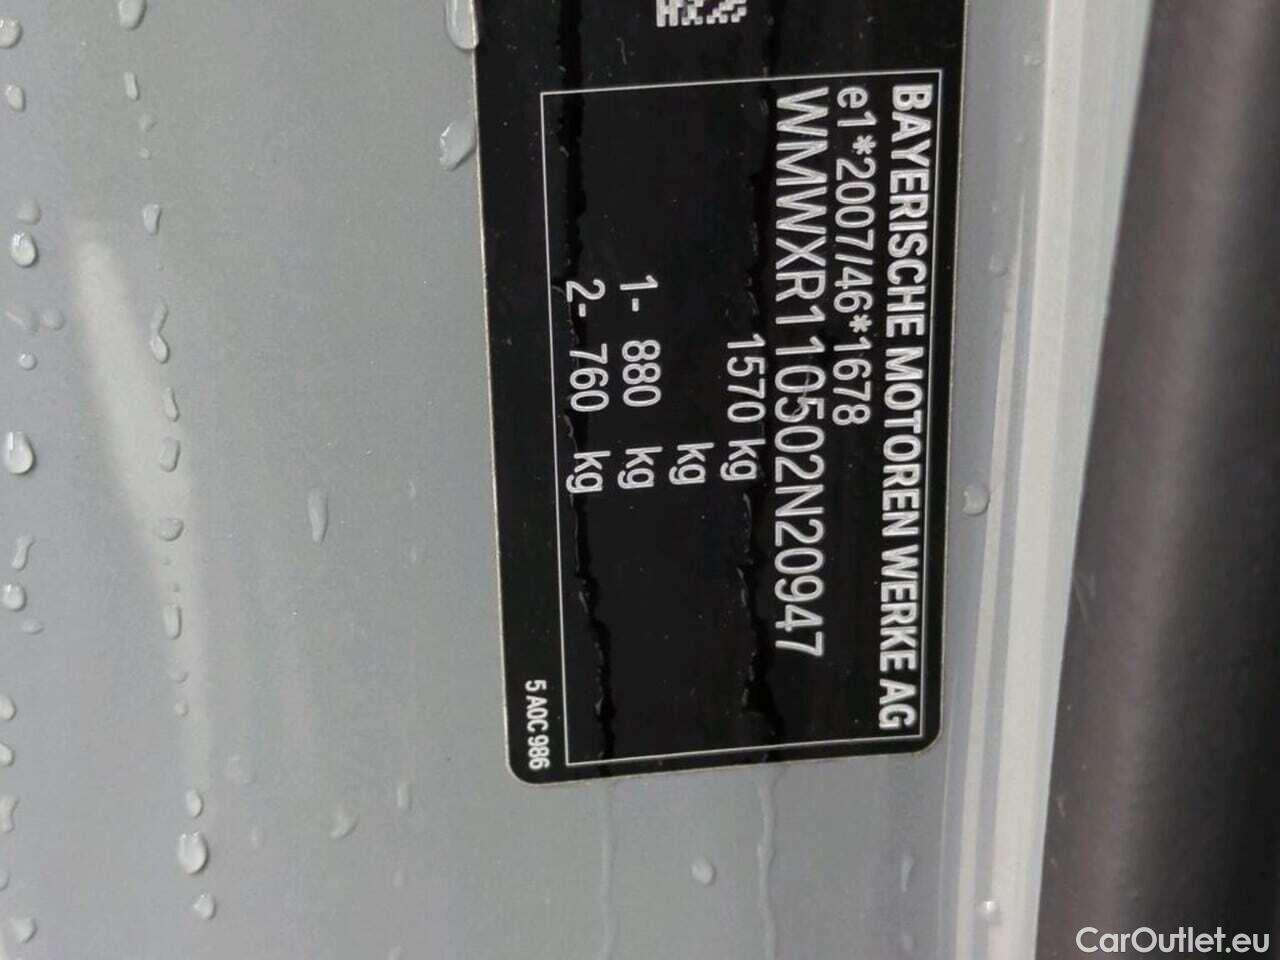 BAYERISCHE MOTOREN WERKE AG
e1*2007/46*1678
WMWXR110502N20947
1570 kg
kg
1- 880 kg
2- 760 kg
5 A0C 986
CarOutlet.eu